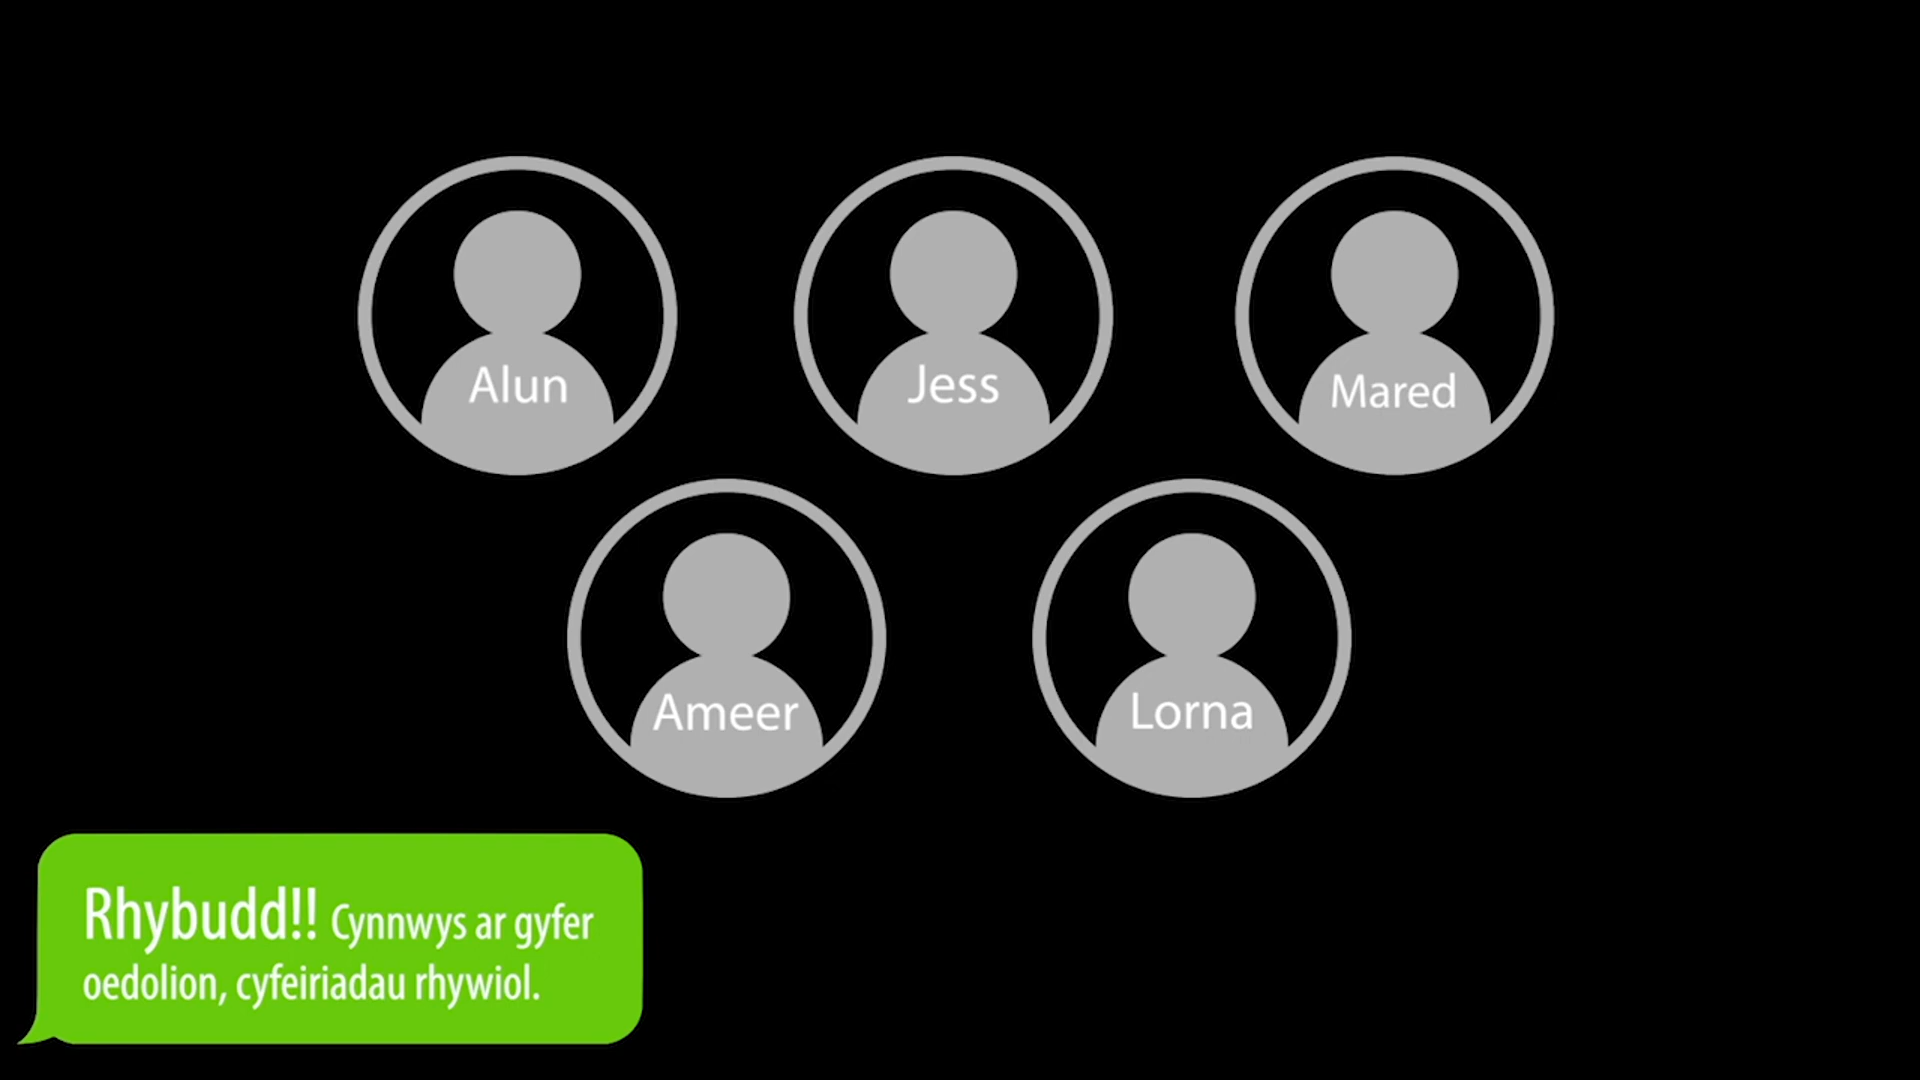 Alun
Jess
Mared
Ameer
Lorna
Rhybudd!! Cynnwys ar gyfer
oedolion, cyfeiriadau rhywiol.